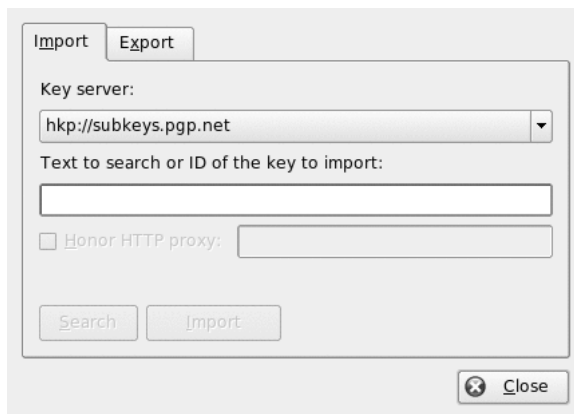 Import Export
Key server:
hkp://subkeys.pgp.net
Text to search or ID of the key to import:
Honor HTTP proxy:
Search Import
Close